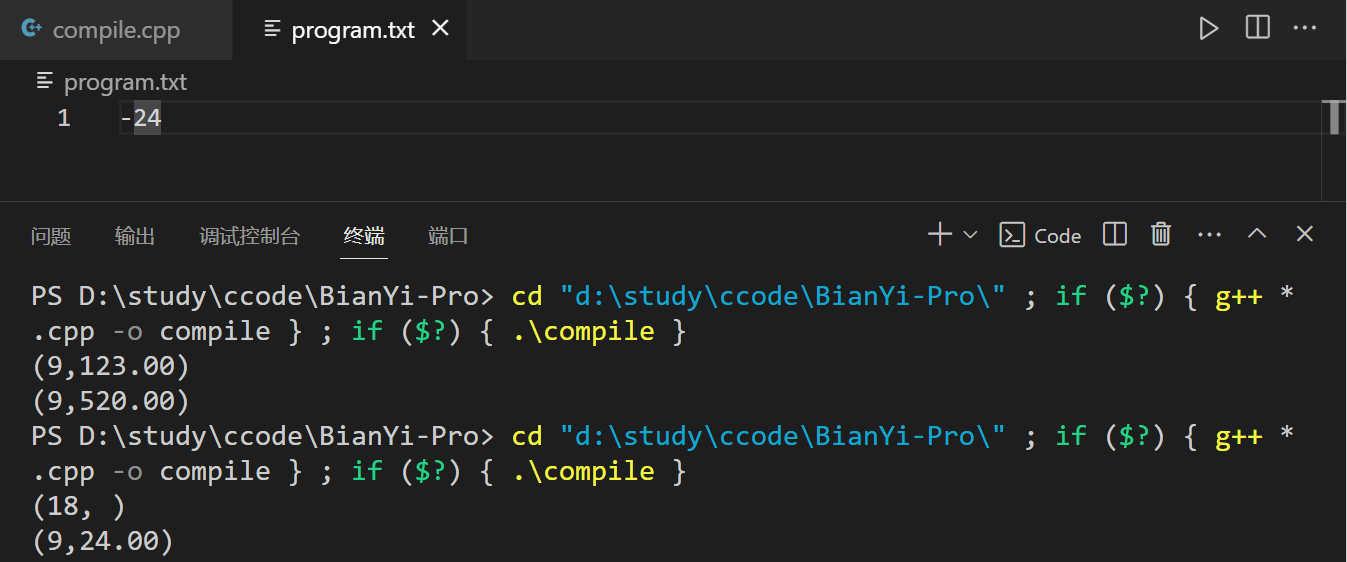 compile.cpp program.txt
program.txt
1 -24
问题 输出 调试控制台 终端 端口 Code
PS D:\study\ccode\BianYi-Pro> cd "d:\study\ccode\BianYi-Pro\" ; if ($?) { g++ *
.cpp -o compile } ; if ($?) { .\compile }
(9,123.00)
(9,520.00)
PS D:\study\ccode\BianYi-Pro> cd "d:\study\ccode\BianYi-Pro\" ; if ($?) { g++ *
.cpp -o compile } ; if ($?) { .\compile }
(18, )
(9,24.00)